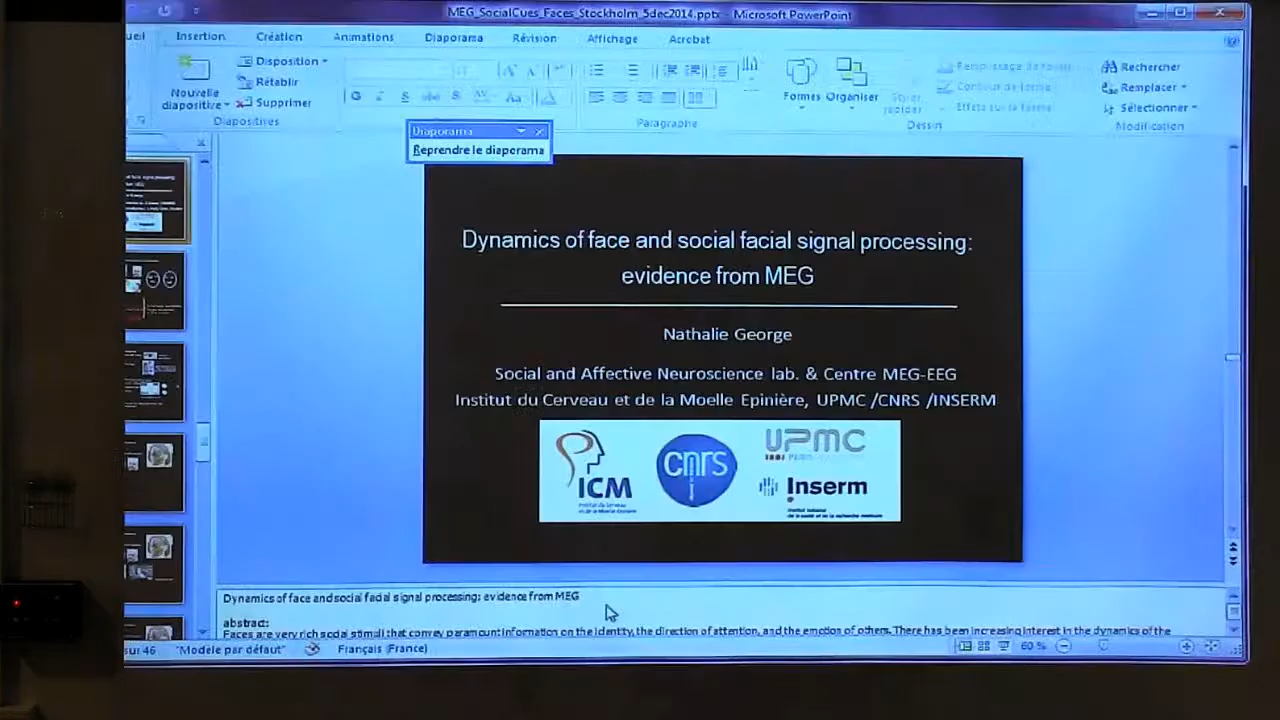 MEG_SocialCues_Faces_Stockholm_5dec2014.pptx - Microsoft PowerPoint
Insertion Création Animations Diaporama Révision Affichage Acrobat
Nouvelle diapositive
Disposition
Rétablir
Supprimer
Diapositives
Paragraphe
Formes Organiser
Dessin
Rechercher
Remplacer
Sélectionner
Modification
Diaporama
Reprendre le diaporama
Dynamics of face and social facial signal processing:
evidence from MEG
Nathalie George
Social and Affective Neuroscience lab. & Centre MEG-EEG
Institut du Cerveau et de la Moelle Epinière, UPMC /CNRS /INSERM
ICM
cnrs
UPMC
Inserm
Dynamics of face and social facial signal processing: evidence from MEG
abstract:
Faces are very rich social stimuli that convey paramount information on the identity, the direction of attention, and the emotion of others. There has been increasing interest in the dynamics of the
sur 46 "Modèle par défaut" Français (France) 60 %